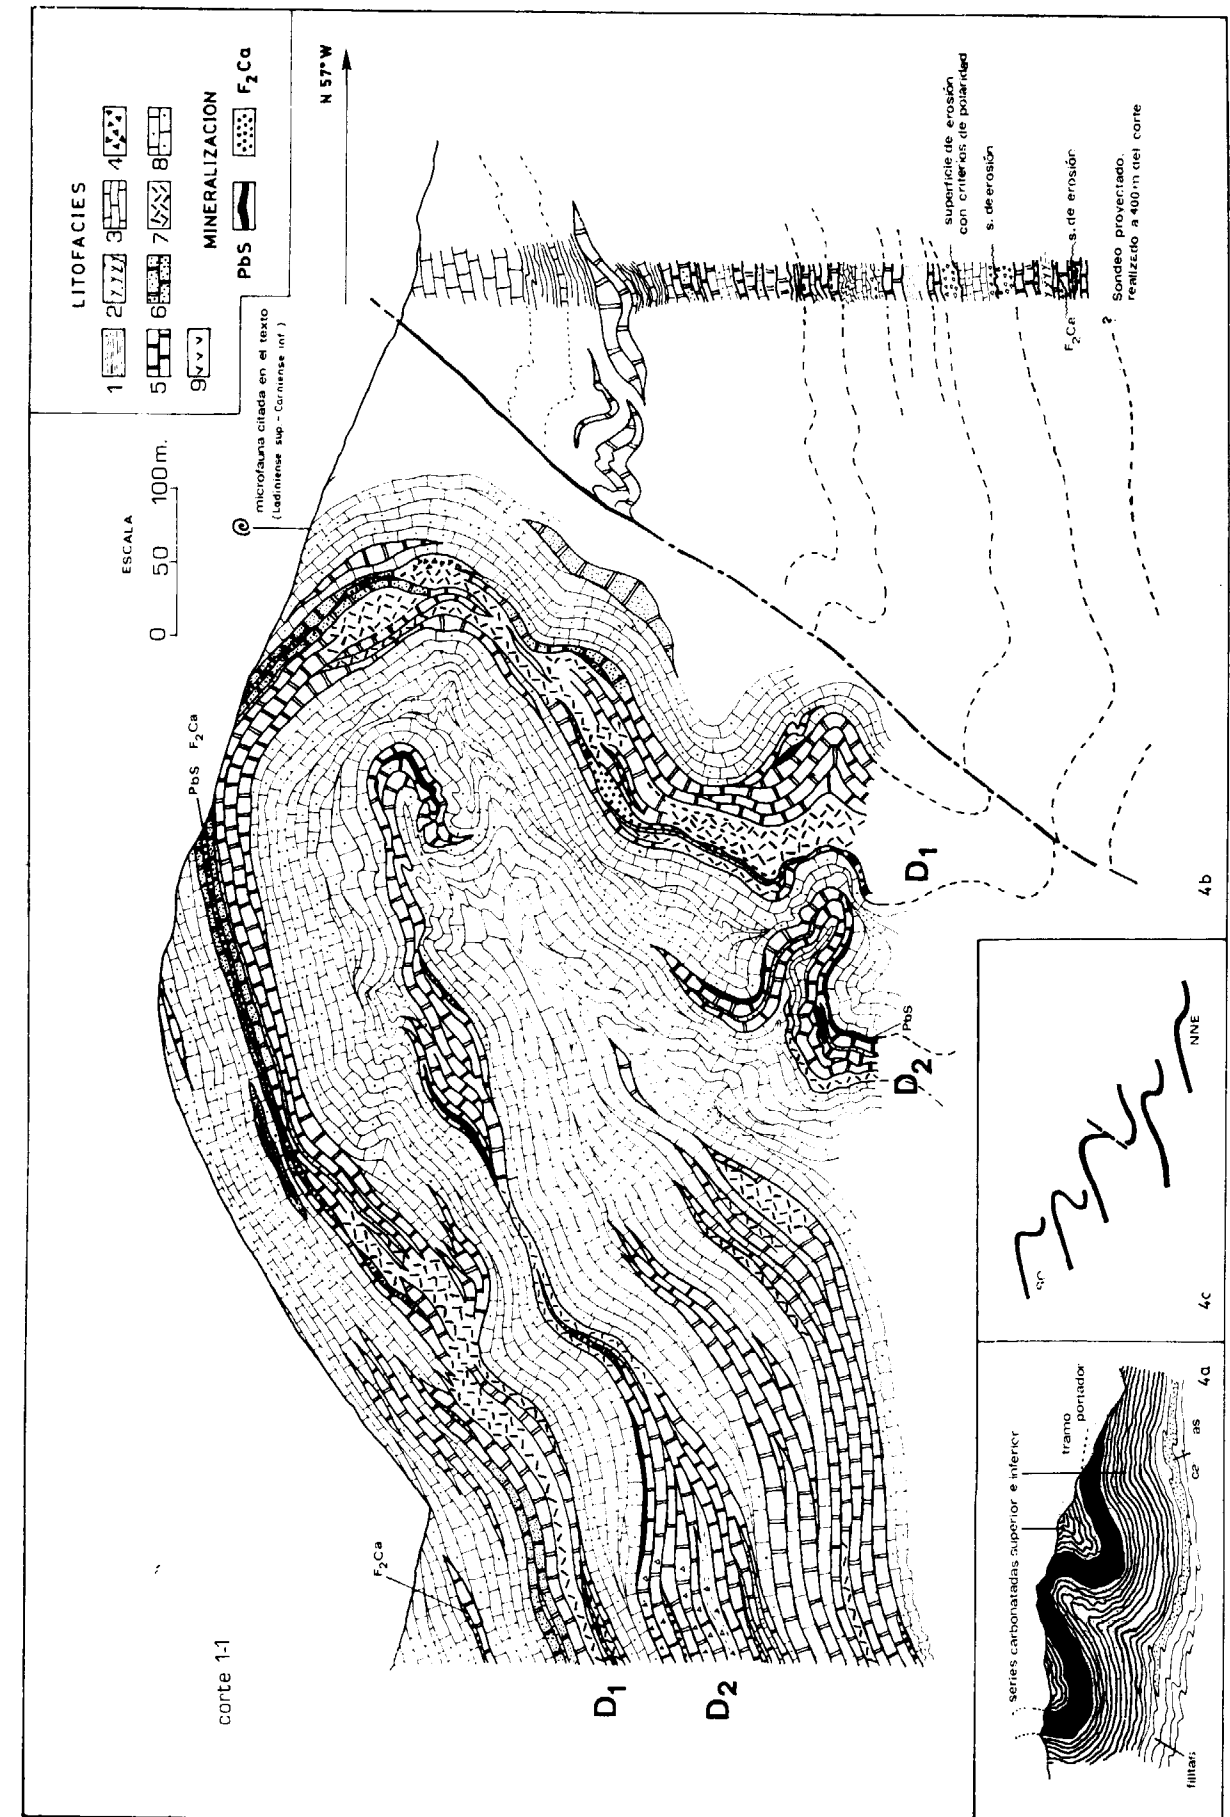 corte 1-1
ESCALA
0 50 100 m.
LITOFACIES
1 2 3 4
5 6 7 8
9
MINERALIZACION
PbS F₂Ca
N 57°W
microfauna citada en el texto
(Ladiniense sup - Carniense inf.)
PbS F₂Ca
F₂Ca
D₁
D₂
D₁
D₂
PbS
superficie de erosión
con criterios de polaridad
s. de erosión
s. de erosión
F₂Ca
?
Sondeo proyectado.
realizado a 400 m del corte
4b
series carbonatadas superior e inferior
tramo
portador
filitas
ca
as
4a
NNE
4c